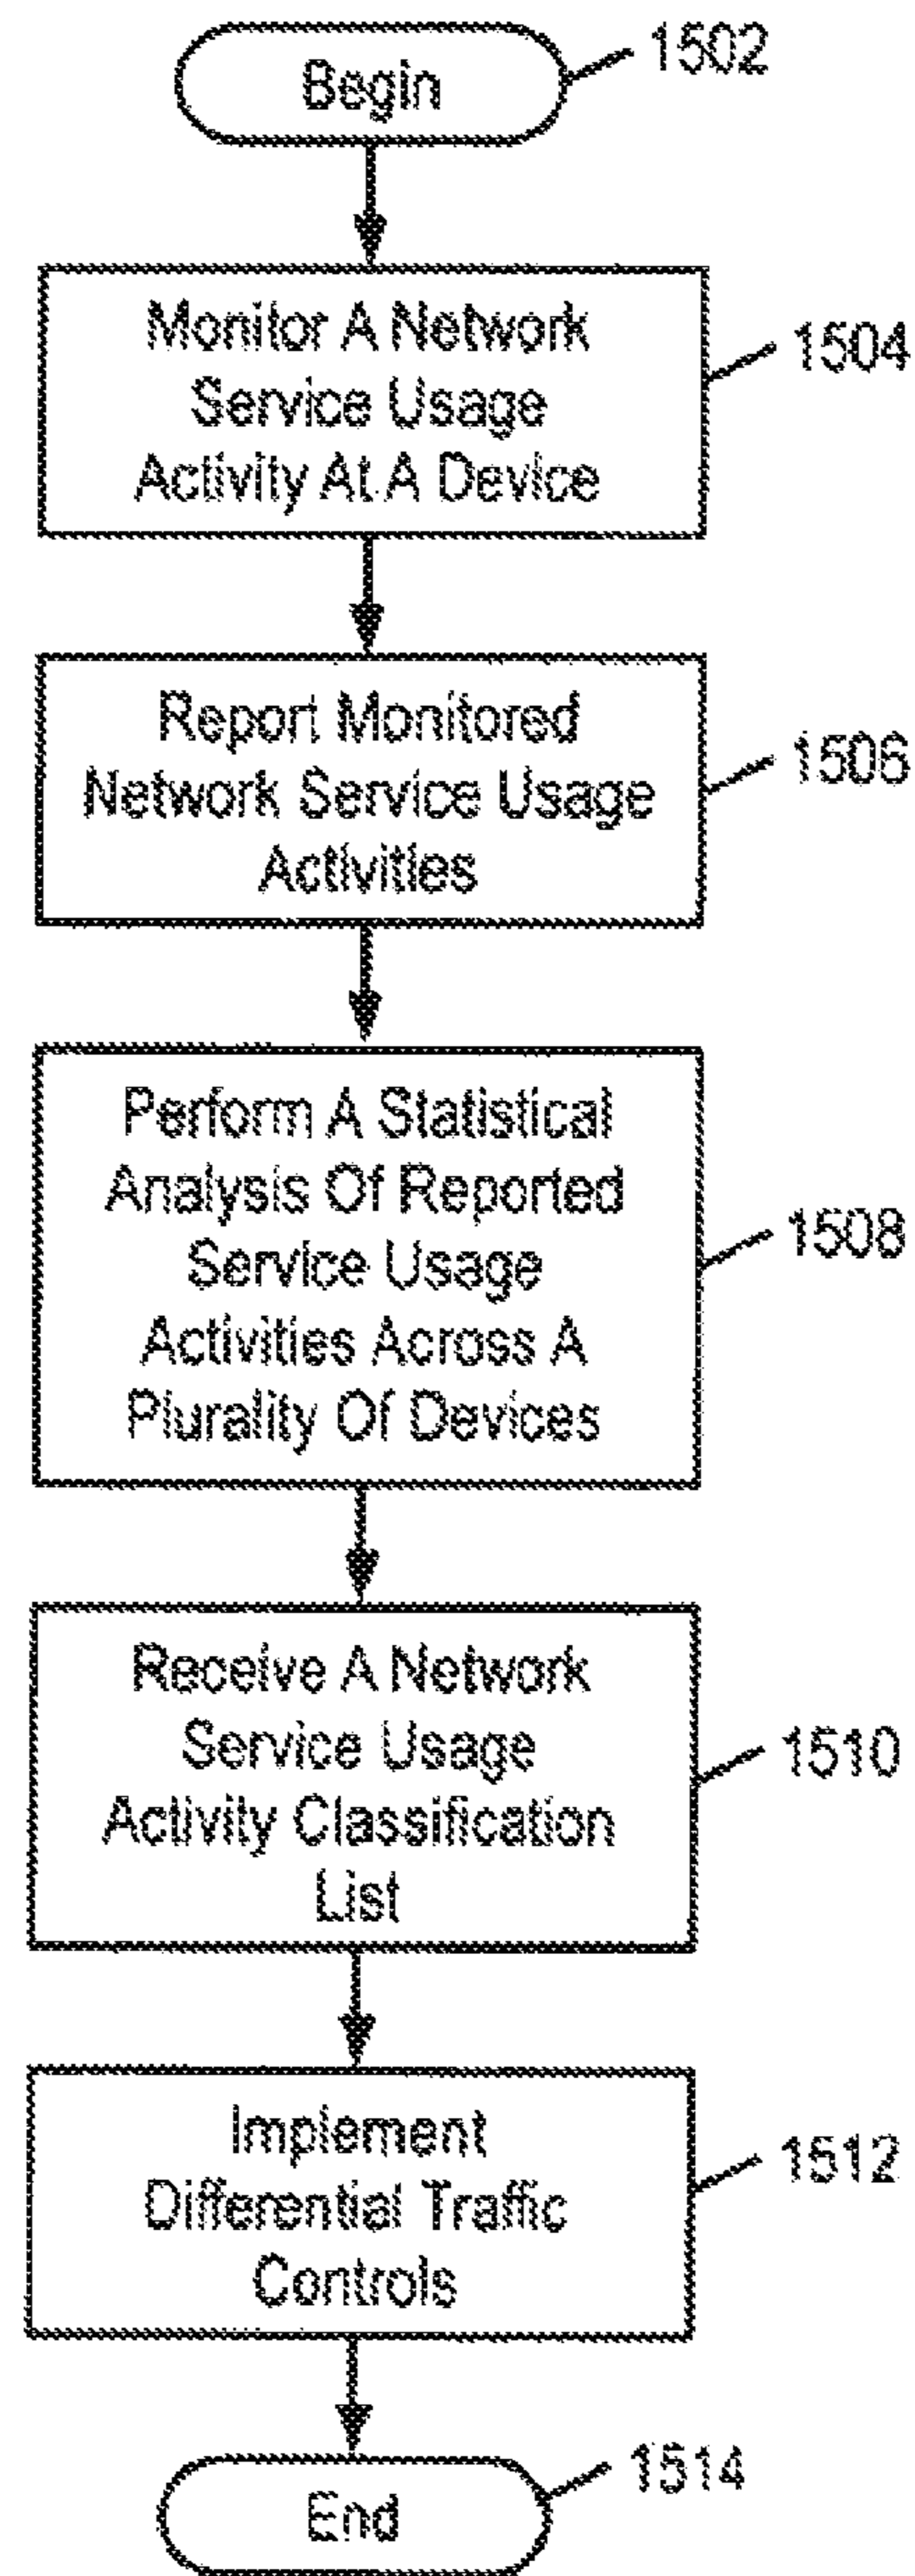 Begin
1502
Monitor A Network
Service Usage
Activity At A Device
1504
Report Monitored
Network Service Usage
Activities
1506
Perform A Statistical
Analysis Of Reported
Service Usage
Activities Across A
Plurality Of Devices
1508
Receive A Network
Service Usage
Activity Classification
List
1510
Implement
Differential Traffic
Controls
1512
End
1514